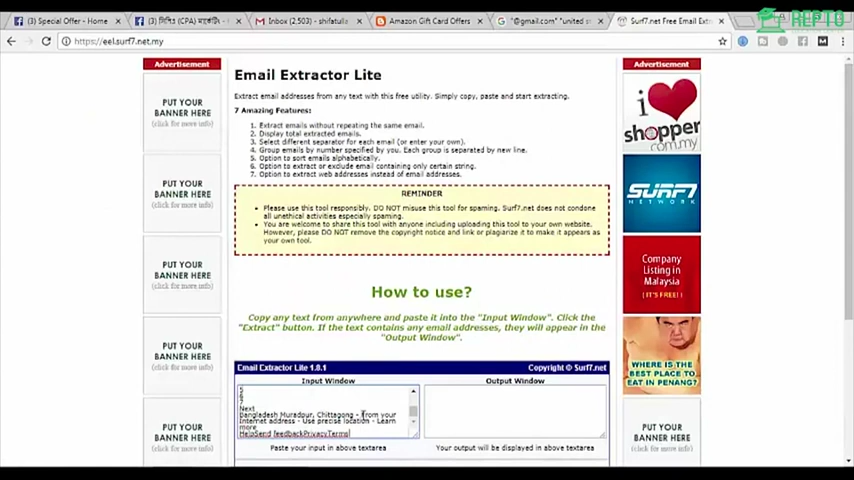 (3) Special Offer - Home
(3) সিপিএ (CPA) মার্কেটিং -
Inbox (2,503) - shifatulla
Amazon Gift Card Offers
"@gmail.com" "united s
Surf7.net Free Email Extr
REPTO
https://eel.surf7.net.my
Advertisement
PUT YOUR
BANNER HERE
(click for more info)
PUT YOUR
BANNER HERE
(click for more info)
PUT YOUR
BANNER HERE
(click for more info)
PUT YOUR
BANNER HERE
(click for more info)
PUT YOUR
BANNER HERE
(click for more info)
Email Extractor Lite
Extract email addresses from any text with this free utility. Simply copy, paste and start extracting.
7 Amazing Features:
1. Extract emails without repeating the same email.
2. Display total extracted emails.
3. Select different separator for each email (or enter your own).
4. Group emails by number specified by you. Each group is separated by new line.
5. Option to sort emails alphabetically.
6. Option to extract or exclude email containing only certain string.
7. Option to extract web addresses instead of email addresses.
REMINDER
Please use this tool responsibly. DO NOT misuse this tool for spaming. Surf7.net does not condone
all unethical activities especially spaming.
You are welcome to share this tool with anyone including uploading this tool to your own website.
However, please DO NOT remove the copyright notice and link or plagiarize it to make it appears as
your own tool.
How to use?
Copy any text from anywhere and paste it into the "Input Window". Click the
"Extract" button. If the text contains any email addresses, they will appear in the
"Output Window".
Email Extractor Lite 1.8.1
Copyright © Surf7.net
Input Window
Output Window
Next
Bangladesh Muradpur, Chittagong - From your
Internet address - Use precise location - Learn
more
HelpSend feedbackPrivacyTerms
Paste your input in above textarea
Your output will be displayed in above textarea
Advertisement
i
shopper
.com.my
SURF7
NETWORK
Company
Listing in
Malaysia
(IT'S FREE!)
WHERE IS THE
BEST PLACE TO
EAT IN PENANG?
PUT YOUR
BANNER HERE
(click for more info)